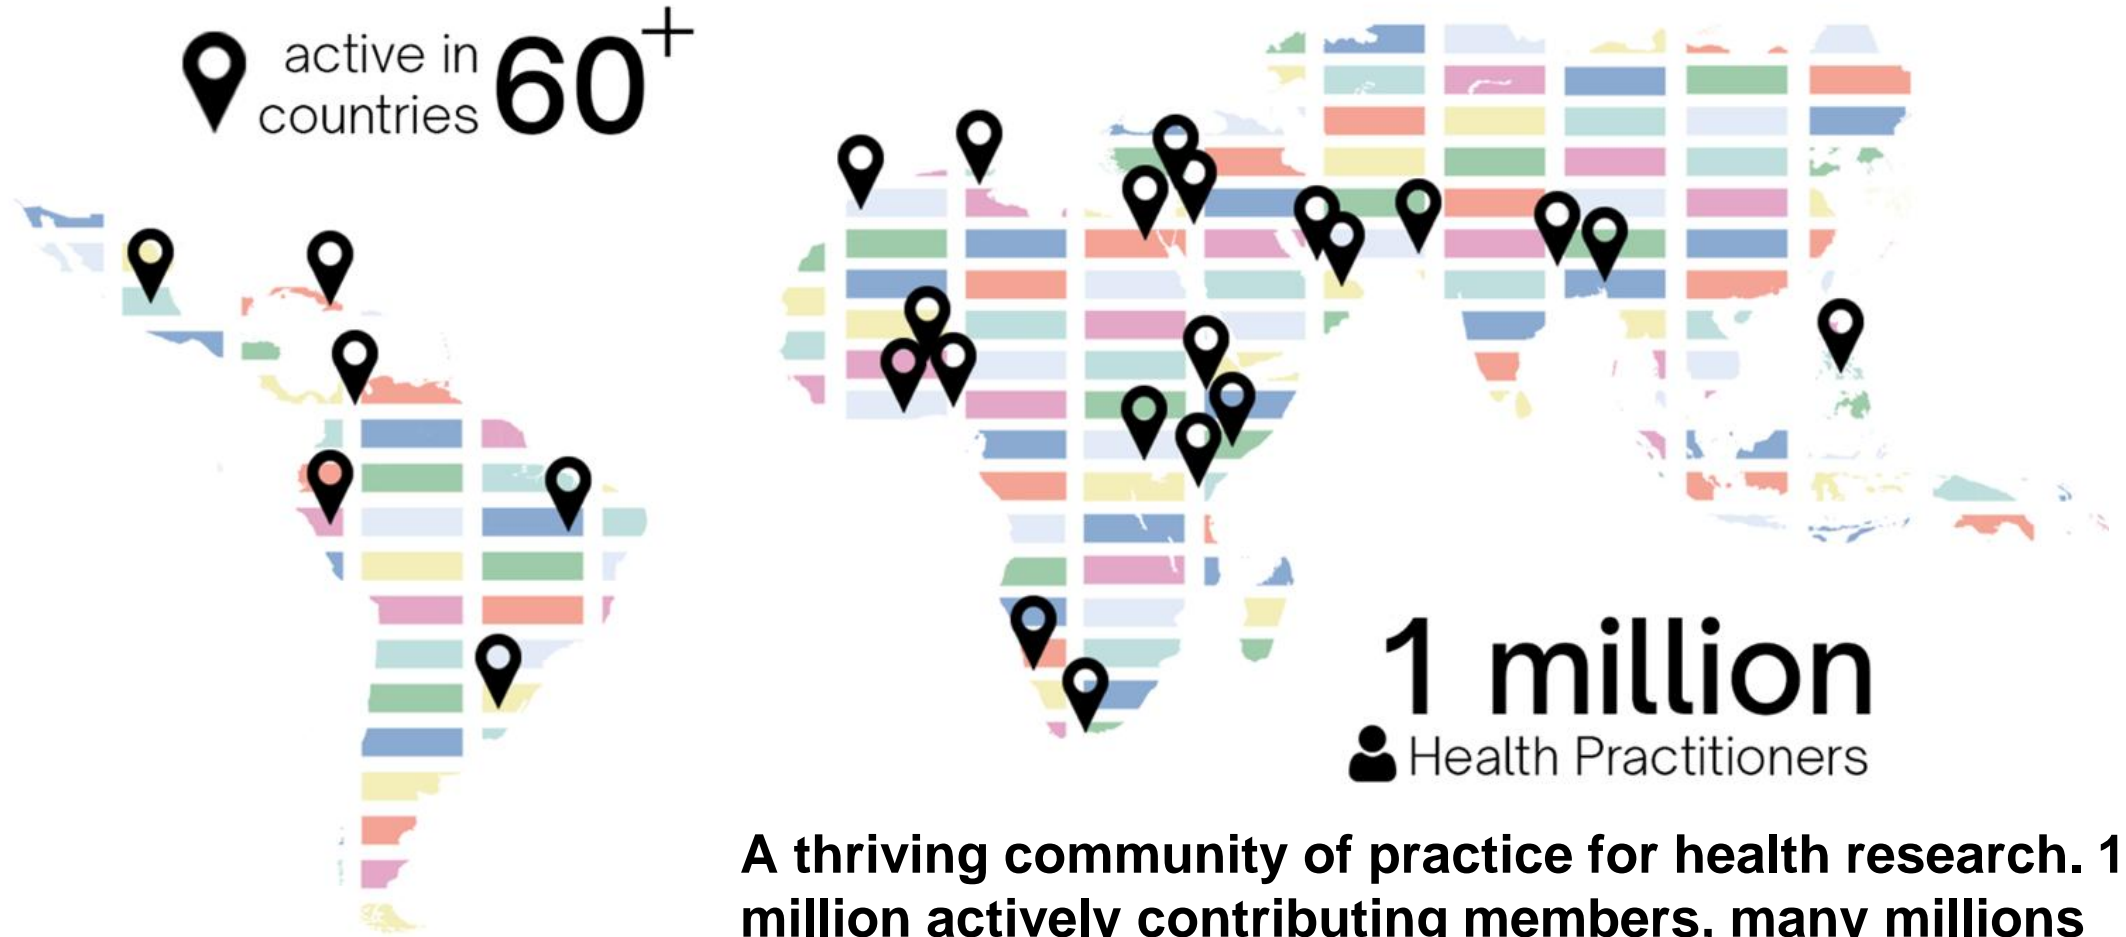 active in
countries 60+
1 million
Health Practitioners
A thriving community of practice for health research. 1
million actively contributing members, many millions